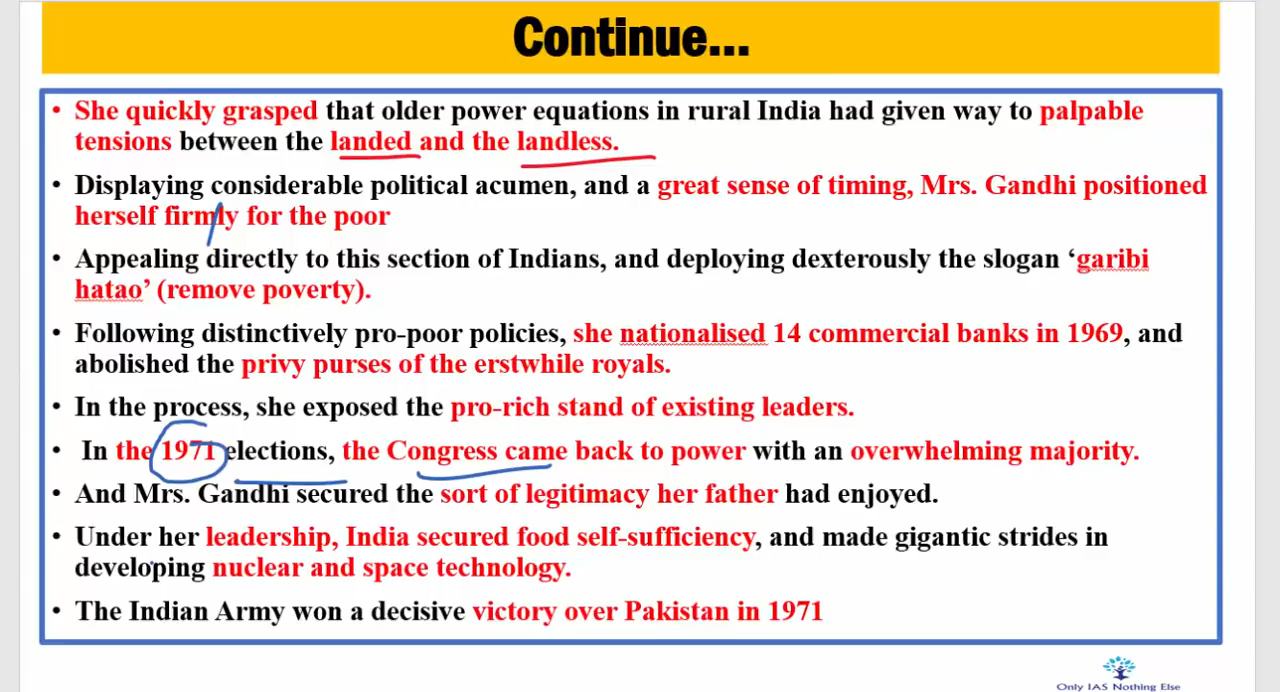 Continue...
• She quickly grasped that older power equations in rural India had given way to palpable
tensions between the landed and the landless.
• Displaying considerable political acumen, and a great sense of timing, Mrs. Gandhi positioned
herself firmly for the poor
• Appealing directly to this section of Indians, and deploying dexterously the slogan ‘garibi
hatao’ (remove poverty).
• Following distinctively pro-poor policies, she nationalised 14 commercial banks in 1969, and
abolished the privy purses of the erstwhile royals.
• In the process, she exposed the pro-rich stand of existing leaders.
• In the 1971 elections, the Congress came back to power with an overwhelming majority.
• And Mrs. Gandhi secured the sort of legitimacy her father had enjoyed.
• Under her leadership, India secured food self-sufficiency, and made gigantic strides in
developing nuclear and space technology.
• The Indian Army won a decisive victory over Pakistan in 1971
Only IAS Nothing Else